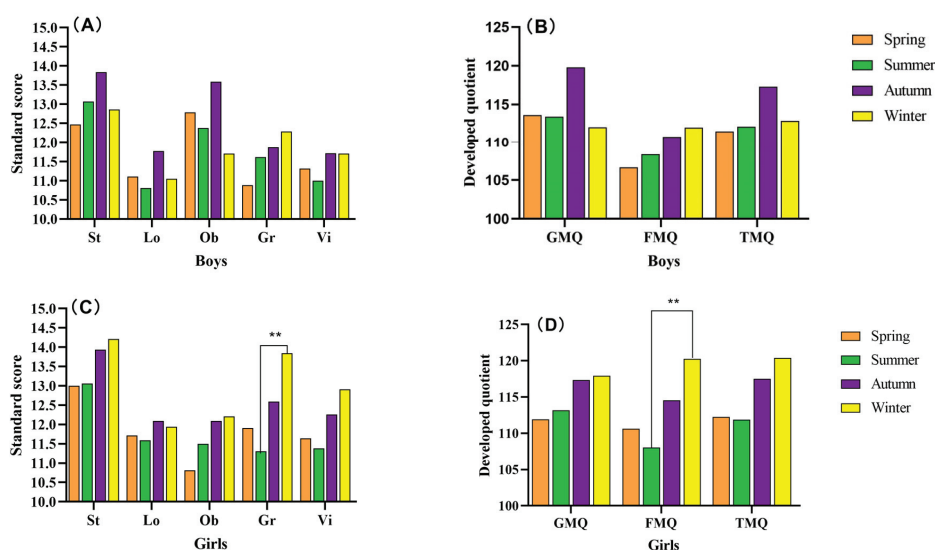 (A)
Standard score
15.0
14.5
14.0
13.5
13.0
12.5
12.0
11.5
11.0
10.5
10.0
St Lo Ob Gr Vi
Boys
(B)
Developed quotient
125
120
115
110
105
100
GMQ FMQ TMQ
Boys
Spring
Summer
Autumn
Winter
(C)
Standard score
15.0
14.5
14.0
13.5
13.0
12.5
12.0
11.5
11.0
10.5
10.0
**
St Lo Ob Gr Vi
Girls
(D)
Developed quotient
125
120
115
110
105
100
**
GMQ FMQ TMQ
Girls
Spring
Summer
Autumn
Winter